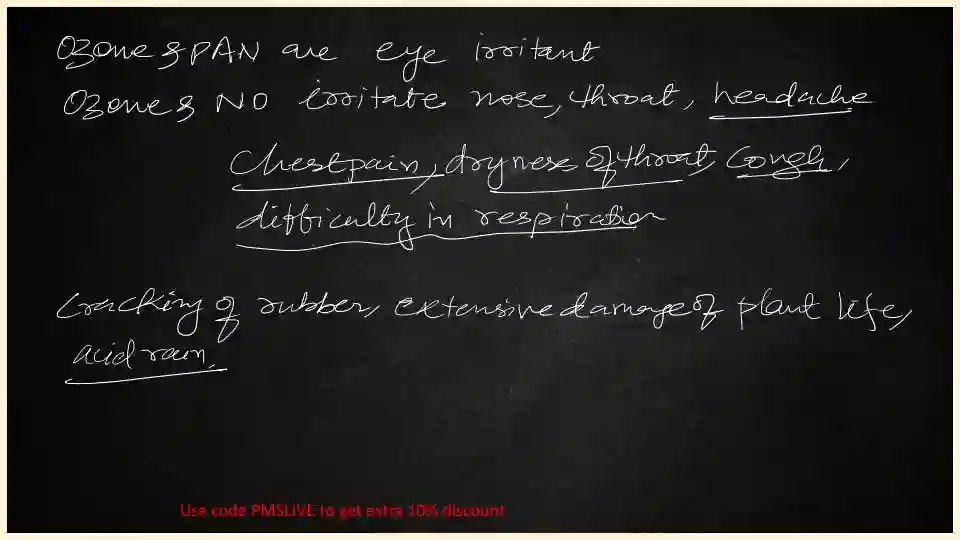 Ozone & PAN are eye irritant
Ozone & NO irritate nose, throat, headache
Chestpain, dryness of throat, Cough,
difficulty in respiration
Cracking of rubber, extensive damage of plant life,
acid rain.
Use code PMSLIVE to get extra 10% discount